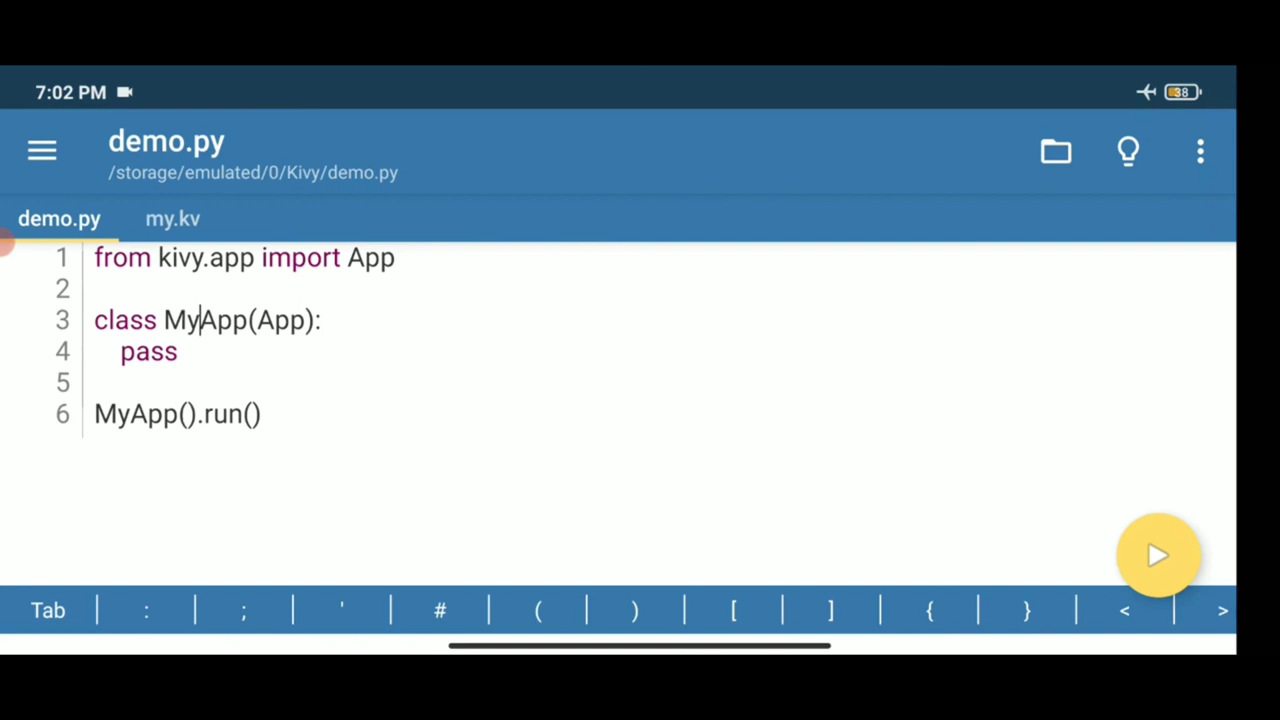 7:02 PM 38
demo.py
/storage/emulated/0/Kivy/demo.py
demo.py my.kv
1 from kivy.app import App
2
3 class MyApp(App):
4 pass
5
6 MyApp().run()
Tab : ; ' # ( ) [ ] { } < >